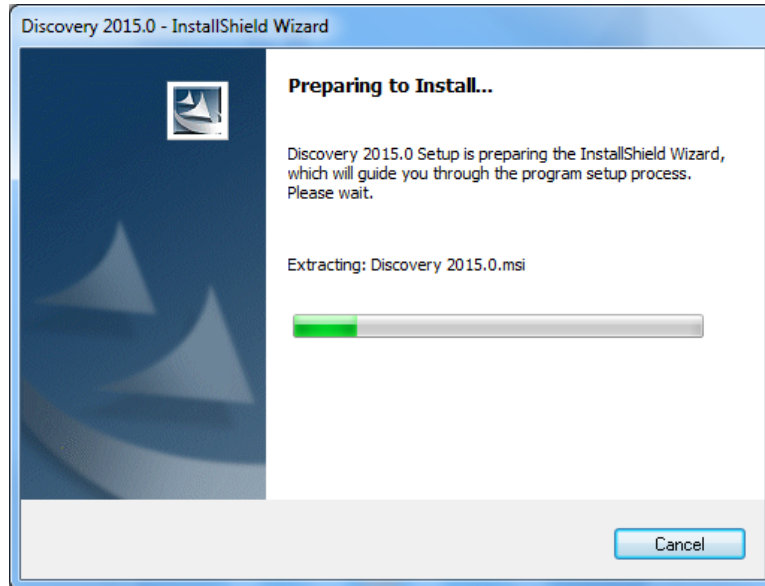 Discovery 2015.0 - InstallShield Wizard
Preparing to Install...
Discovery 2015.0 Setup is preparing the InstallShield Wizard,
which will guide you through the program setup process.
Please wait.
Extracting: Discovery 2015.0.msi
Cancel